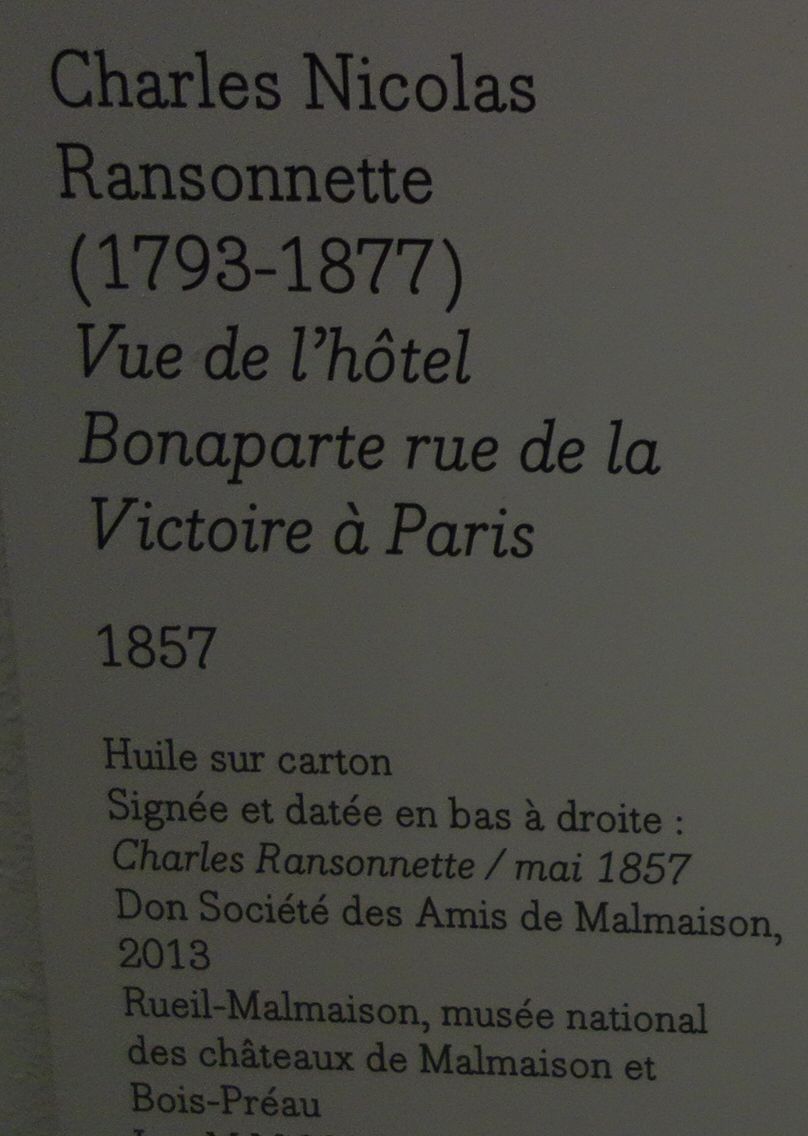 Charles Nicolas
Ransonnette
(1793-1877)
Vue de l’hôtel
Bonaparte rue de la
Victoire à Paris
1857
Huile sur carton
Signée et datée en bas à droite :
Charles Ransonnette / mai 1857
Don Société des Amis de Malmaison,
2013
Rueil-Malmaison, musée national
des châteaux de Malmaison et
Bois-Préau